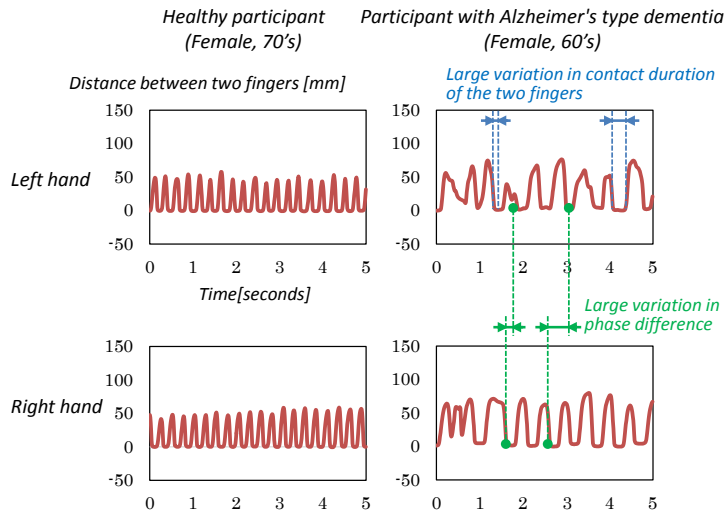 Healthy participant
(Female, 70's)
Participant with Alzheimer's type dementia
(Female, 60's)
Distance between two fingers [mm]
Large variation in contact duration
of the two fingers
Left hand
150
100
50
0
-50
0 1 2 3 4 5
Time[seconds]
150
100
50
0
-50
0 1 2 3 4 5
Large variation in
phase difference
Right hand
150
100
50
0
-50
0 1 2 3 4 5
150
100
50
0
-50
0 1 2 3 4 5